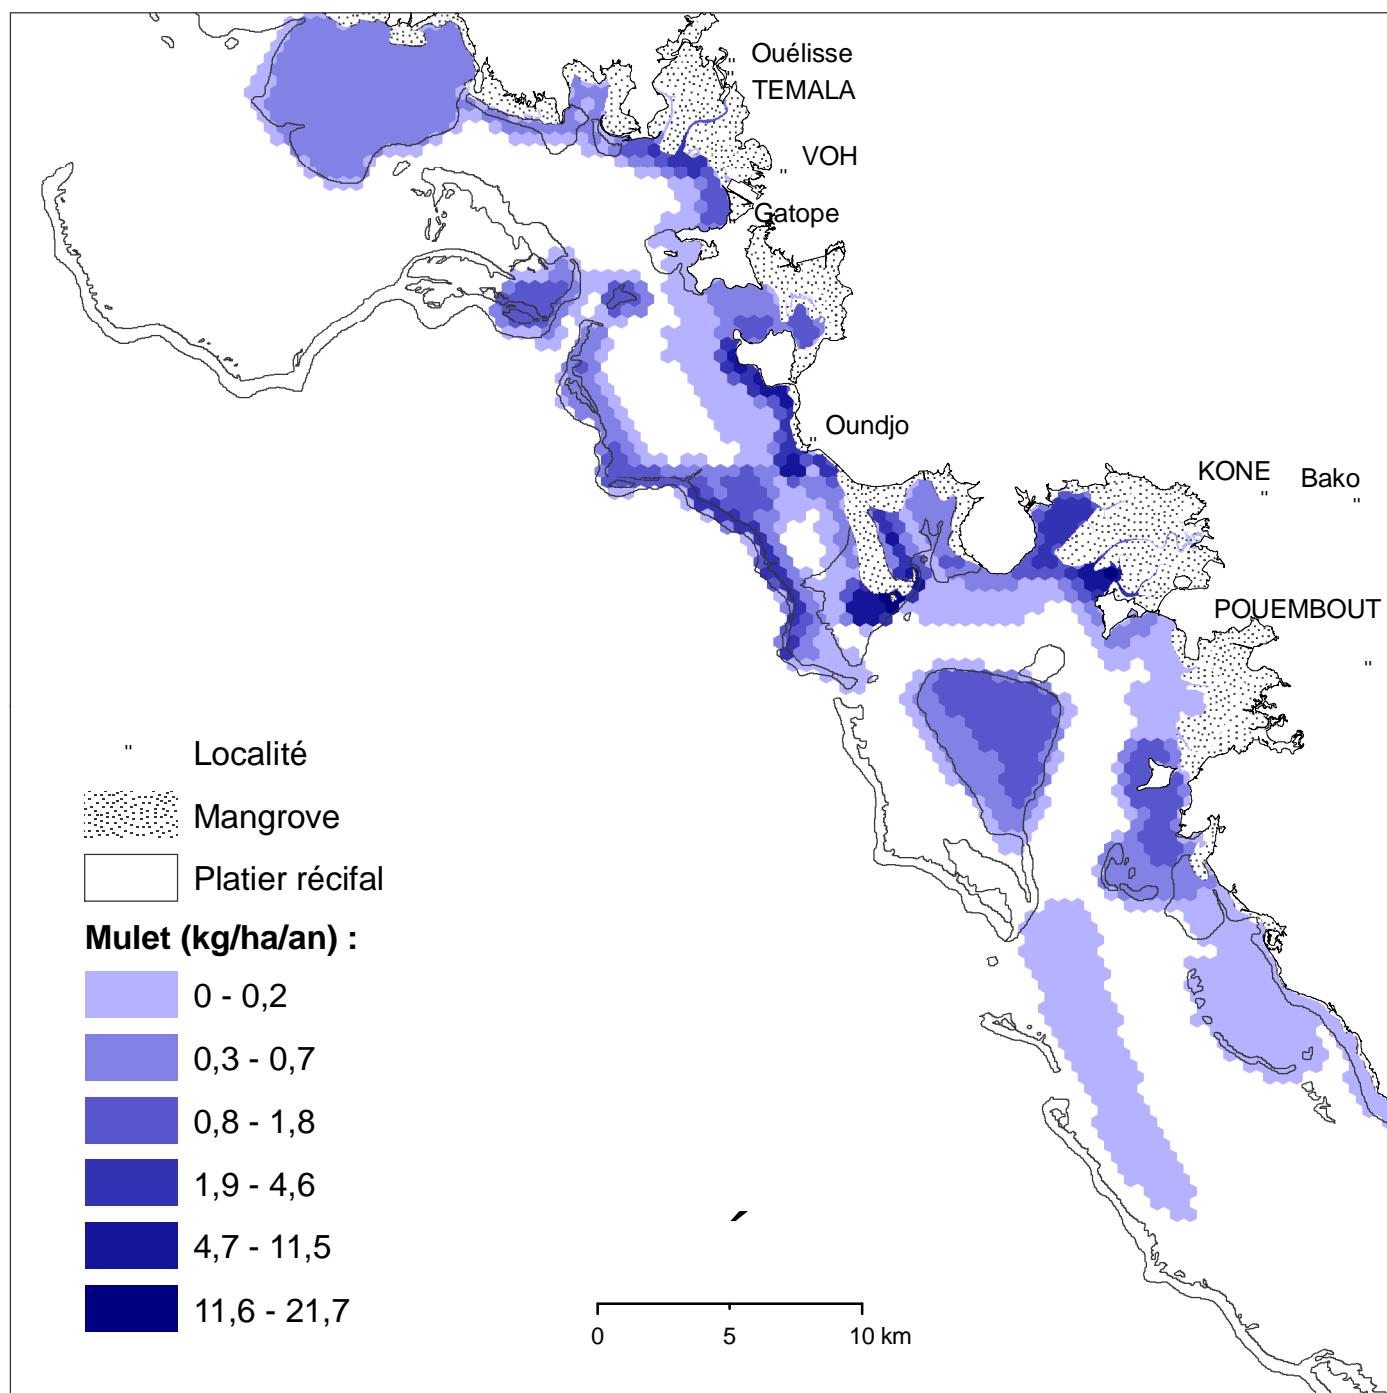 Ouélisse
TEMALA
VOH
Gatope
Oundjo
KONE
Bako
POUEMBOUT
" Localité
Mangrove
Platier récifal
Mulet (kg/ha/an) :
0 - 0,2
0,3 - 0,7
0,8 - 1,8
1,9 - 4,6
4,7 - 11,5
11,6 - 21,7
0 5 10 km